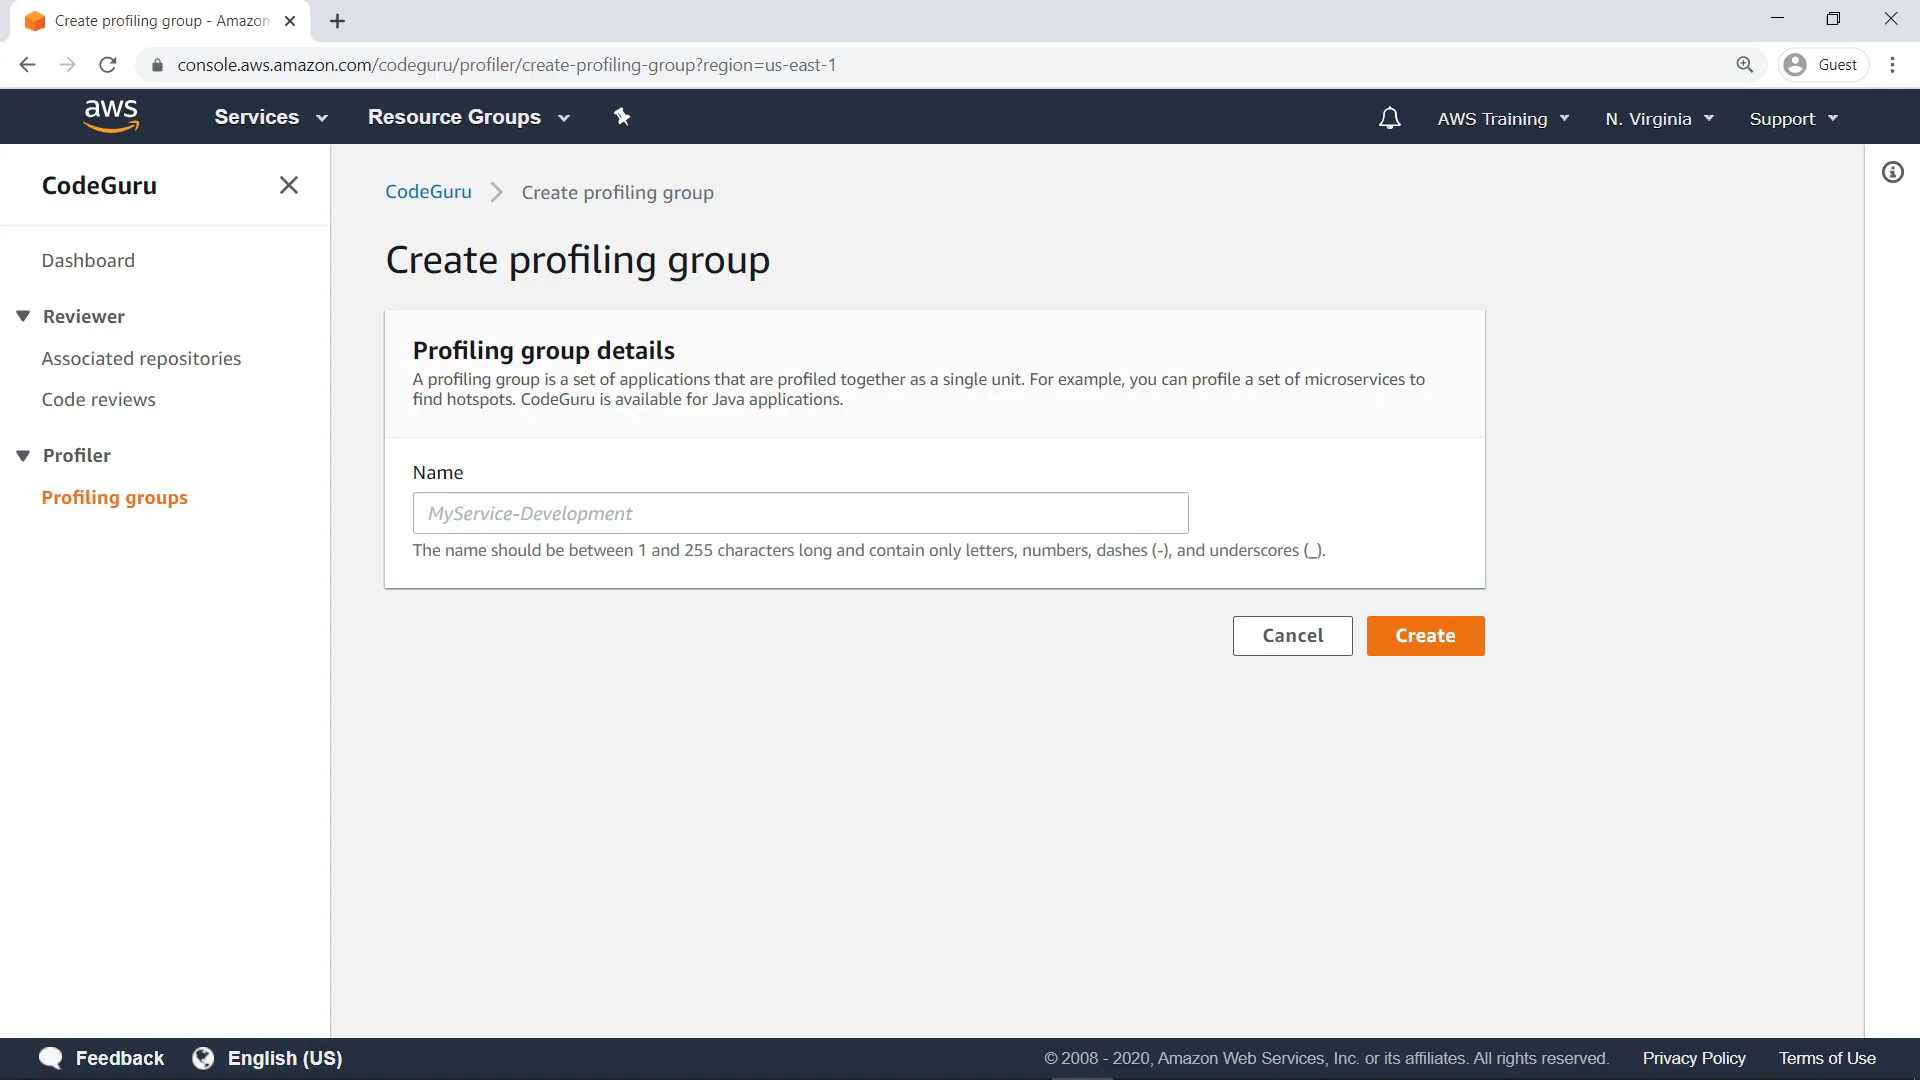 Create profiling group - Amazon
console.aws.amazon.com/codeguru/profiler/create-profiling-group?region=us-east-1
Guest
aws
Services
Resource Groups
AWS Training
N. Virginia
Support
CodeGuru
Dashboard
Reviewer
Associated repositories
Code reviews
Profiler
Profiling groups
CodeGuru
Create profiling group
Create profiling group
Profiling group details
A profiling group is a set of applications that are profiled together as a single unit. For example, you can profile a set of microservices to
find hotspots. CodeGuru is available for Java applications.
Name
MyService-Development
The name should be between 1 and 255 characters long and contain only letters, numbers, dashes (-), and underscores (_).
Cancel
Create
Feedback
English (US)
© 2008 - 2020, Amazon Web Services, Inc. or its affiliates. All rights reserved.
Privacy Policy
Terms of Use